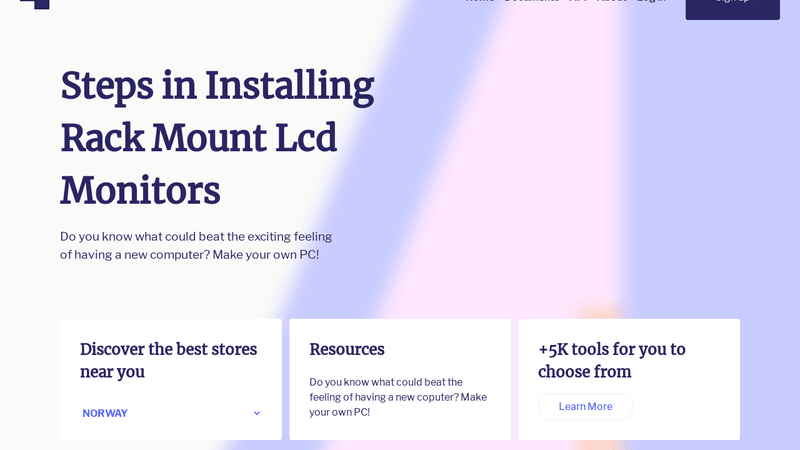 Steps in Installing
Rack Mount Lcd
Monitors
Do you know what could beat the exciting feeling
of having a new computer? Make your own PC!
Discover the best stores
near you
NORWAY
Resources
Do you know what could beat the
feeling of having a new coputer? Make
your own PC!
+5K tools for you to
choose from
Learn More